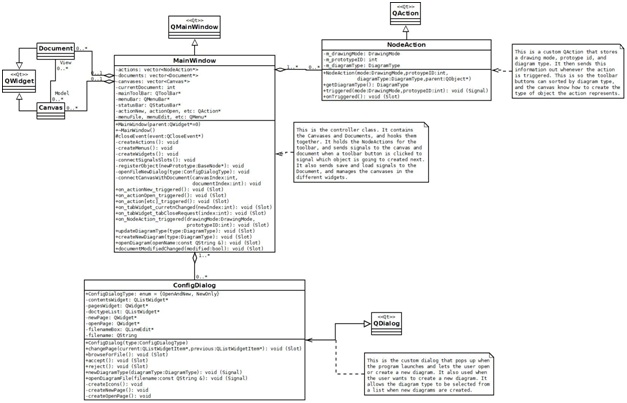 <<Qt>>
QMainWindow
<<Qt>>
QAction
Document
0..*
View
0..*
0..*
0..*
<<Qt>>
QWidget
Model
0..*
Canvas
0..*
MainWindow
- actions: vector<NodeAction*>
- documents: vector<Document*>
- canvases: vector<Canvas*>
- currentDocument: int
- mainToolBar: QToolBar*
- menuBar: QMenuBar*
- statusBar: QStatusBar*
-actionNew, actionOpen, etc: QAction*
-menuFile, menuEdit, etc: QMenu*
+MainWindow(parent:QWidget*=0)
+~MainWindow()
#closeEvent(event:QCloseEvent*)
-createActions(): void
-createMenus(): void
-createWidgets(): void
-connectSignalsSlots(): void
-registerObject(newPrototype:BaseNode*): void
-openFileNewDialog(type:ConfigDialogType): void
-connectCanvasWithDocument(canvasIndex:int,
documentIndex:int): void
-on_actionNew_triggered(): void (Slot)
-on_actionOpen_triggered(): void (Slot)
-on_action[etc]_triggered(): void (Slot)
-on_tabWidget_currentChanged(newIndex:int): void (Slot)
-on_tabWidget_tabCloseRequest(index:int): void (Slot)
-on_NodeAction_triggered(drawingMode:DrawingMode,
prototypeID:int): void (Slot)
-updateDiagramType(type:DiagramType): void (Slot)
-createNewDiagram(type:DiagramType): void (Slot)
-openDiagram(openName:const QString &): void (Slot)
-documentModifiedChanged(modified:bool): void (Slot)
1..*
0..*
NodeAction
-m_drawingMode: DrawingMode
-m_prototypeID: int
-m_diagramType: DiagramType
+NodeAction(mode:DrawingMode,protypeID:int,
diagramType:DiagramType,parent:QObject*)
+getDiagramType(): DiagramType
+triggered(mode:DrawingMode,prototypeID:int): void (Signal)
+onTriggered(): void (Slot)
This is a custom QAction that stores
a drawing mode, protype id, and
diagram type. It then sends this
information out whenever the action
is triggered. This is so the toolbar
buttons can sorted by diagram type,
and the canvas know how to create the
type of object the action represents.
This is the controller class. It contains
the Canvases and Documents, and hooks them
together. It holds the NodeActions for the
toolbar, and sends signals to the canvas and
document when a toolbar button is clicked to
signal which object is going to created next.
It also sends save and load signals to the
Document, and manages the canvases in the
different widgets.
1..*
0..*
ConfigDialog
+ConfigDialogType: enum = {OpenAndNew, NewOnly}
-contentsWidget: QListWidget*
-pagesWidget: QWidget*
-doctypeList: QListWidget*
-newPage: QWidget*
-openPage: QWidget*
-filenameBox: QLineEdit*
-filename: QString
+ConfigDialog(type:ConfigDialogType)
+changePage(current:QListWidgetItem*,previous:QListWidgetItem*): void (Slot)
+browseForFile(): void (Slot)
+accept(): void (Slot)
+reject(): void (Slot)
+newDiagramType(diagramType:DiagramType): void (Signal)
+openDiagramFile(filename:const QString &): void (Signal)
-createIcons(): void
-createNewPage(): void
-createOpenPage(): void
<<Qt>>
QDialog
This is the custom dialog that pops up when
the program launches and lets the user open
or create a new diagram. It also used when
the user wants to create a new diagram. It
allows the diagram type to be selected from
a list when new diagrams are created.